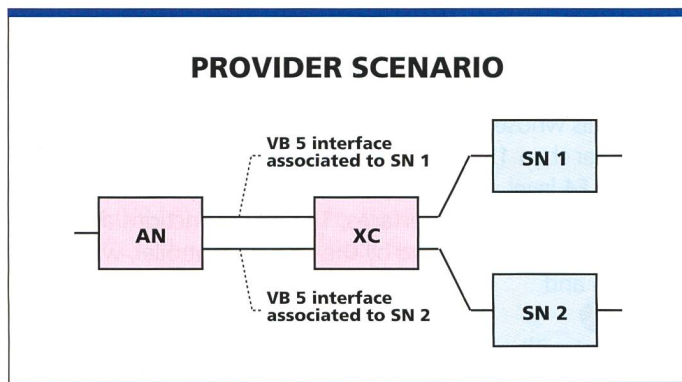 PROVIDER SCENARIO
VB 5 interface
associated to SN 1
SN 1
AN
XC
VB 5 interface
associated to SN 2
SN 2